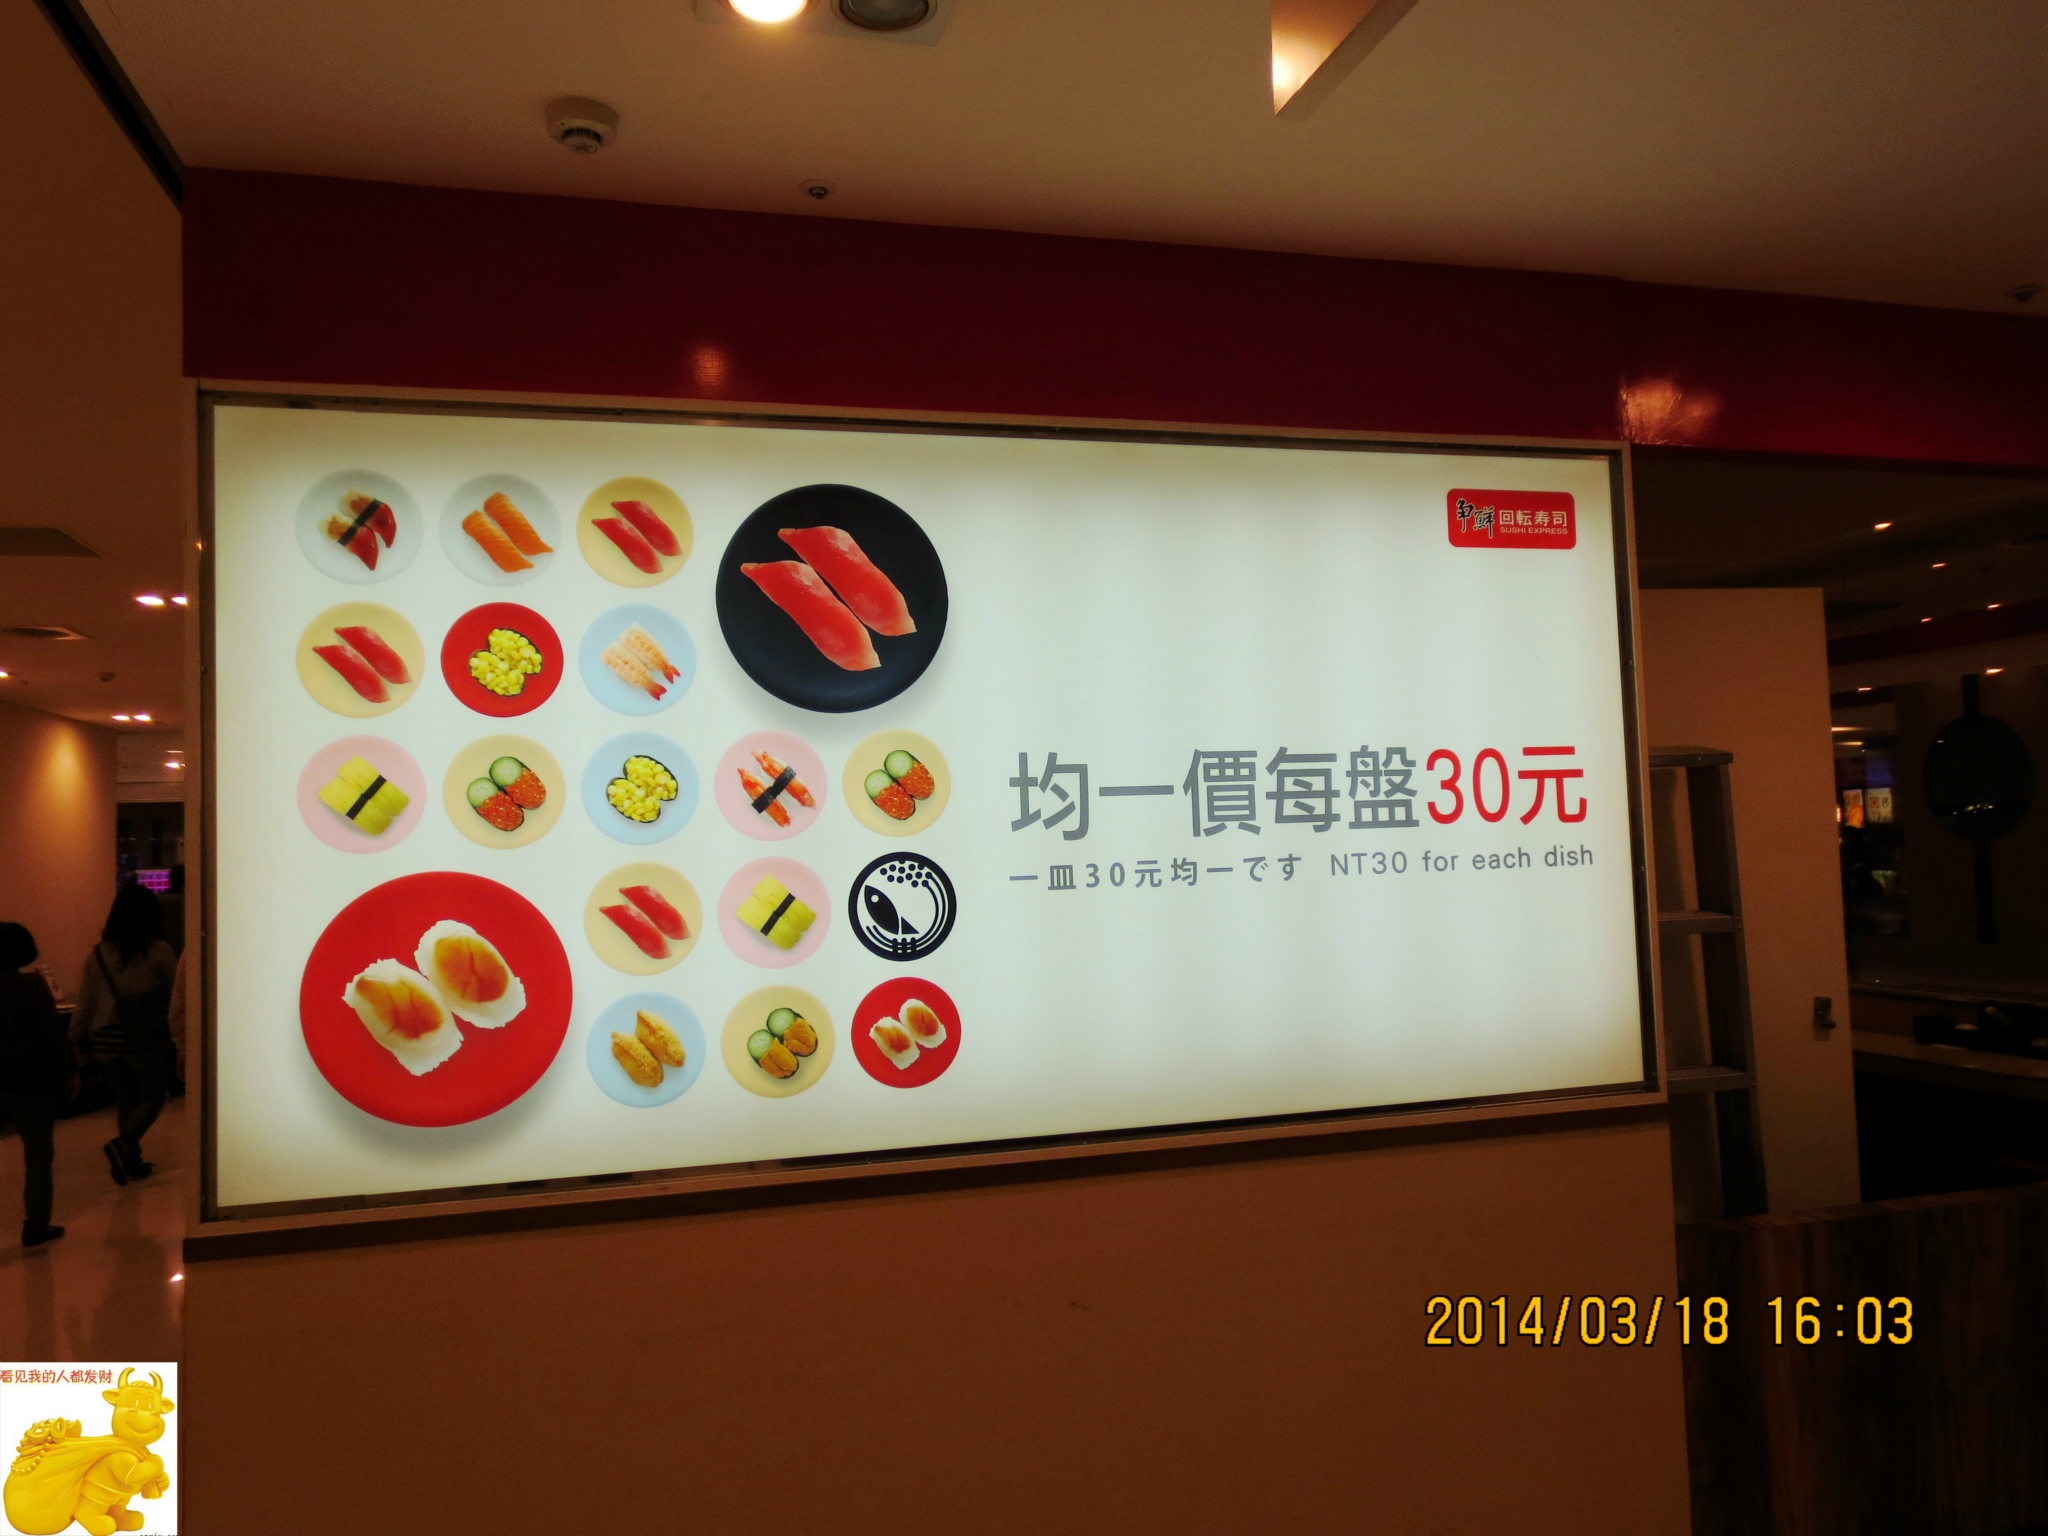 争鮮 回転寿司
SUSHI EXPRESS
均一價每盤30元
一皿30元均一です NT30 for each dish
2014/03/18 16:03
看见我的人都发财